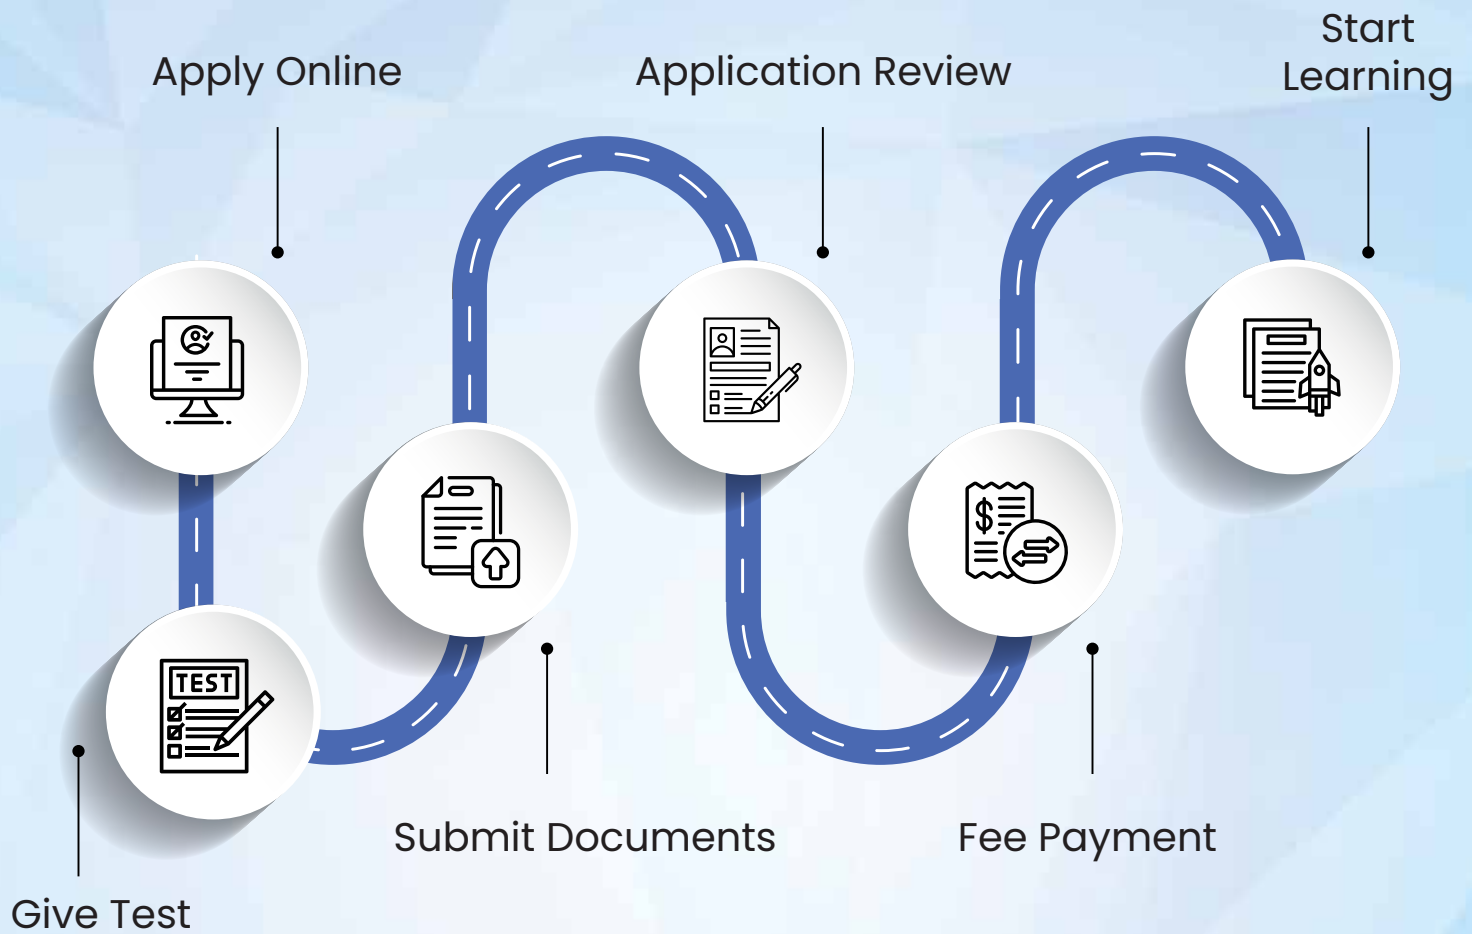 Apply Online
Application Review
Start
Learning
TEST
$
Submit Documents
Fee Payment
Give Test